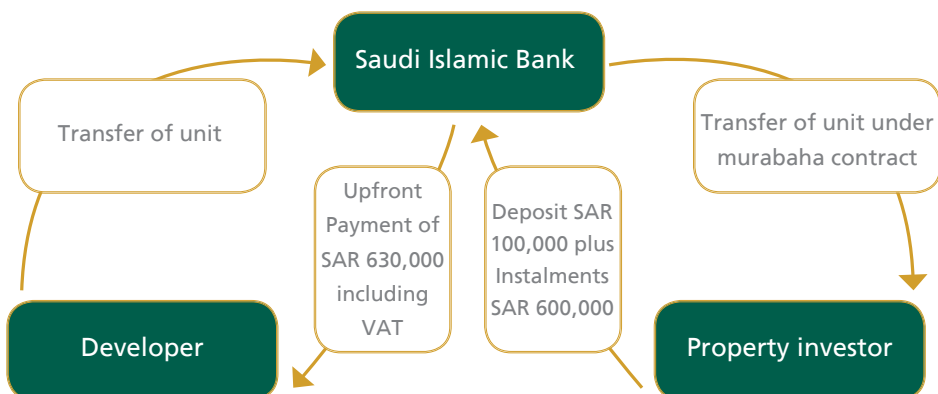 Saudi Islamic Bank
Transfer of unit
Transfer of unit under
murabaha contract
Upfront
Payment of
SAR 630,000
including
VAT
Deposit SAR
100,000 plus
Instalments
SAR 600,000
Developer
Property investor